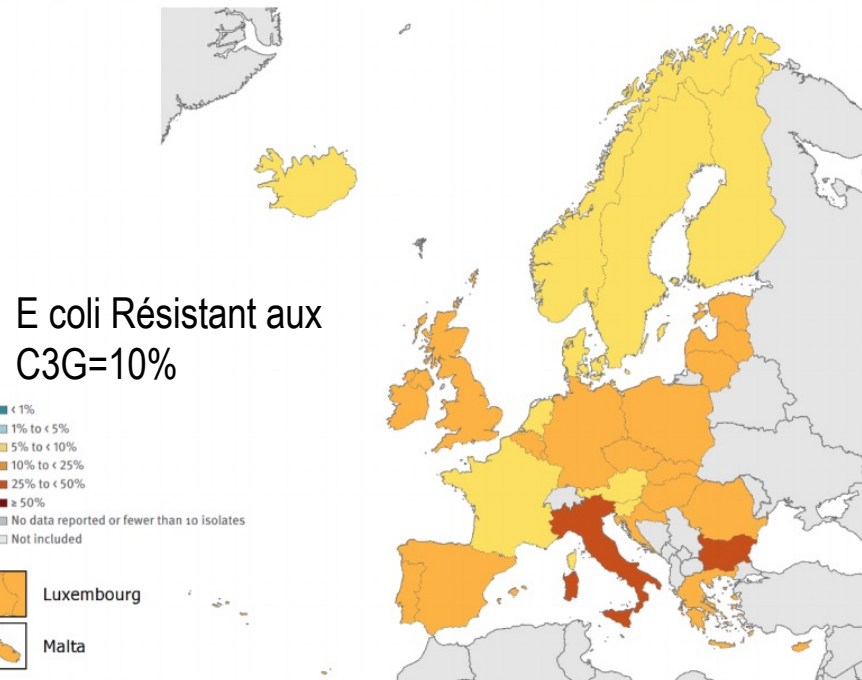 E coli Résistant aux
C3G=10%
< 1%
1% to < 5%
5% to < 10%
10% to < 25%
25% to < 50%
≥ 50%
No data reported or fewer than 10 isolates
Not included
Luxembourg
Malta